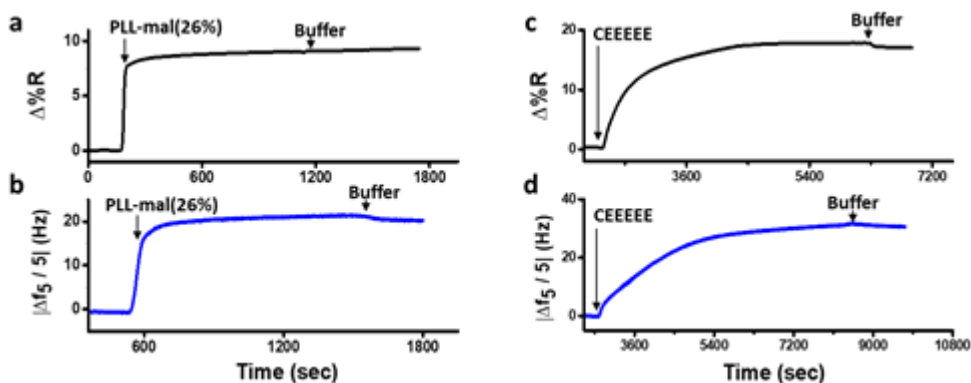 a
PLL-mal(26%)
Buffer
10
5
0
Δ%R
0 600 1200 1800
b
PLL-mal(26%)
Buffer
20
10
0
|Δf5 / 5| (Hz)
600 1200 1800
Time (sec)
c
CEEEEE
Buffer
20
10
0
Δ%R
3600 5400 7200
d
CEEEEE
Buffer
40
20
0
|Δf5 / 5| (Hz)
3600 5400 7200 9000 10800
Time (sec)